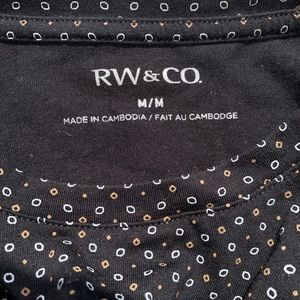 RW&CO.
M/M
MADE IN CAMBODIA / FAIT AU CAMBODGE